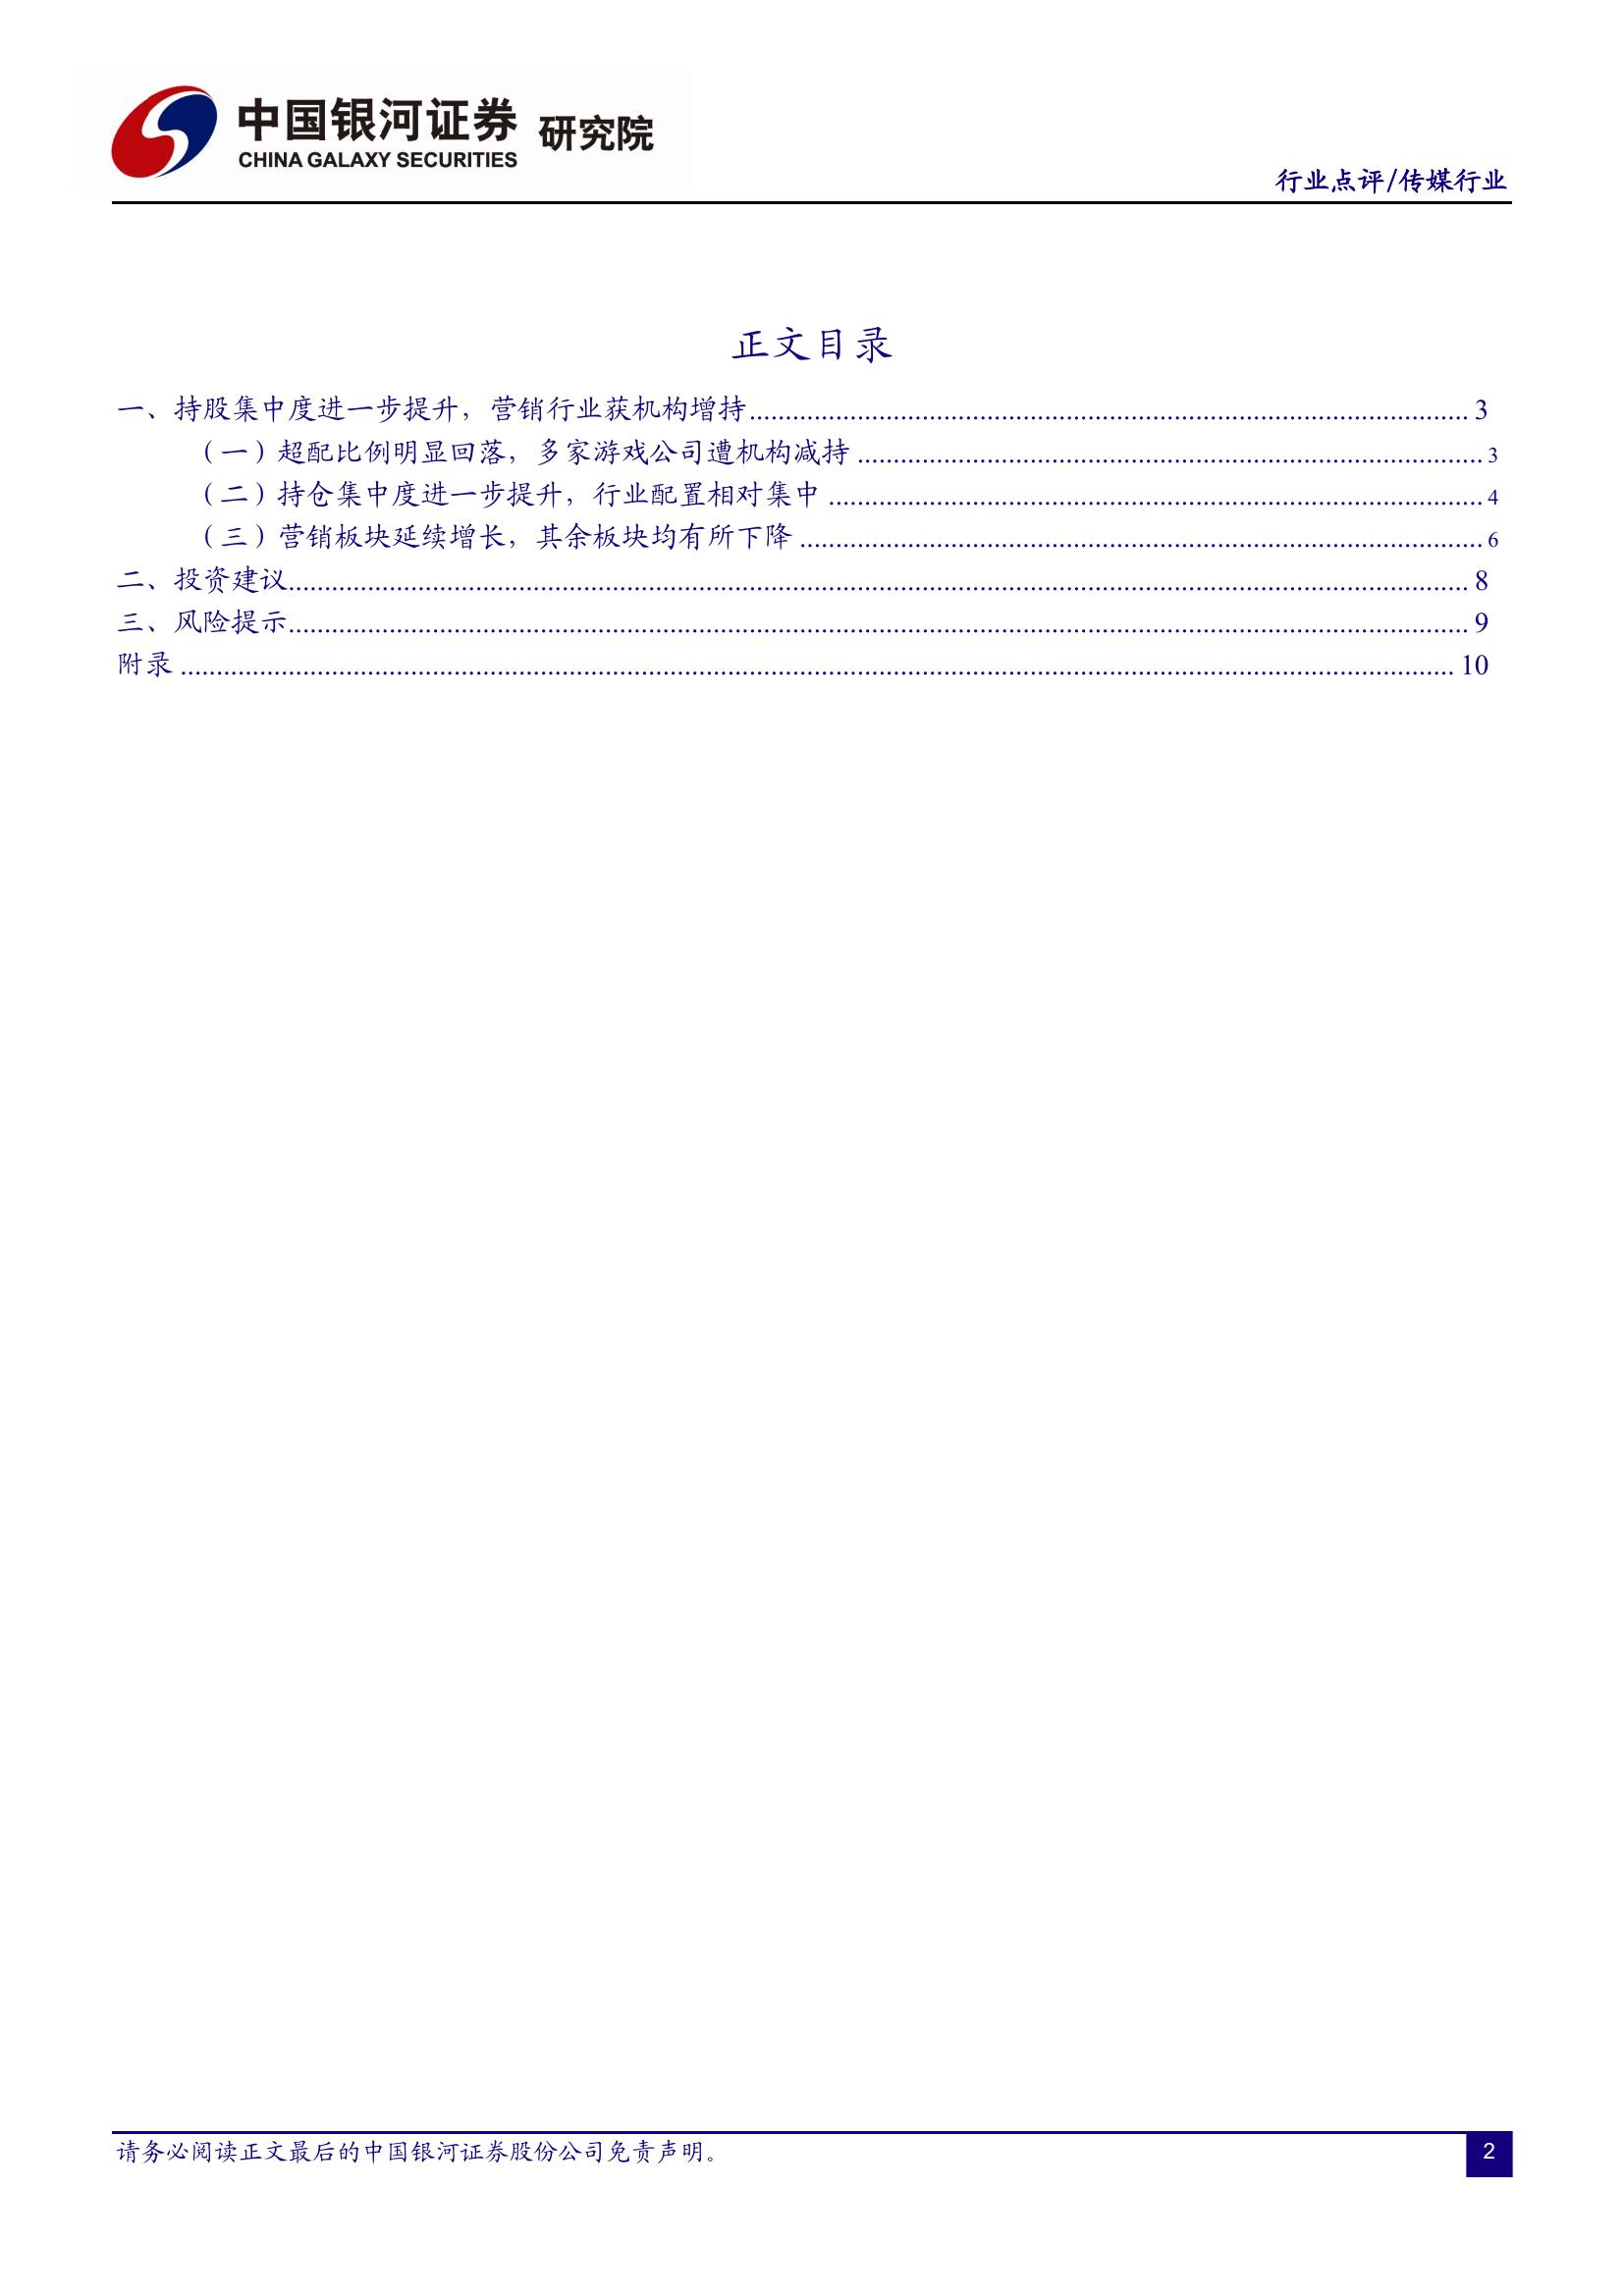 中国银河证券 研究院
CHINA GALAXY SECURITIES
行业点评/传媒行业
正文目录
一、持股集中度进一步提升，营销行业获机构增持........ 3
（一）超配比例明显回落，多家游戏公司遭机构减持........ 3
（二）持仓集中度进一步提升，行业配置相对集中........ 4
（三）营销板块延续增长，其余板块均有所下降........ 6
二、投资建议........ 8
三、风险提示........ 9
附录........ 10
请务必阅读正文最后的中国银河证券股份公司免责声明。
2